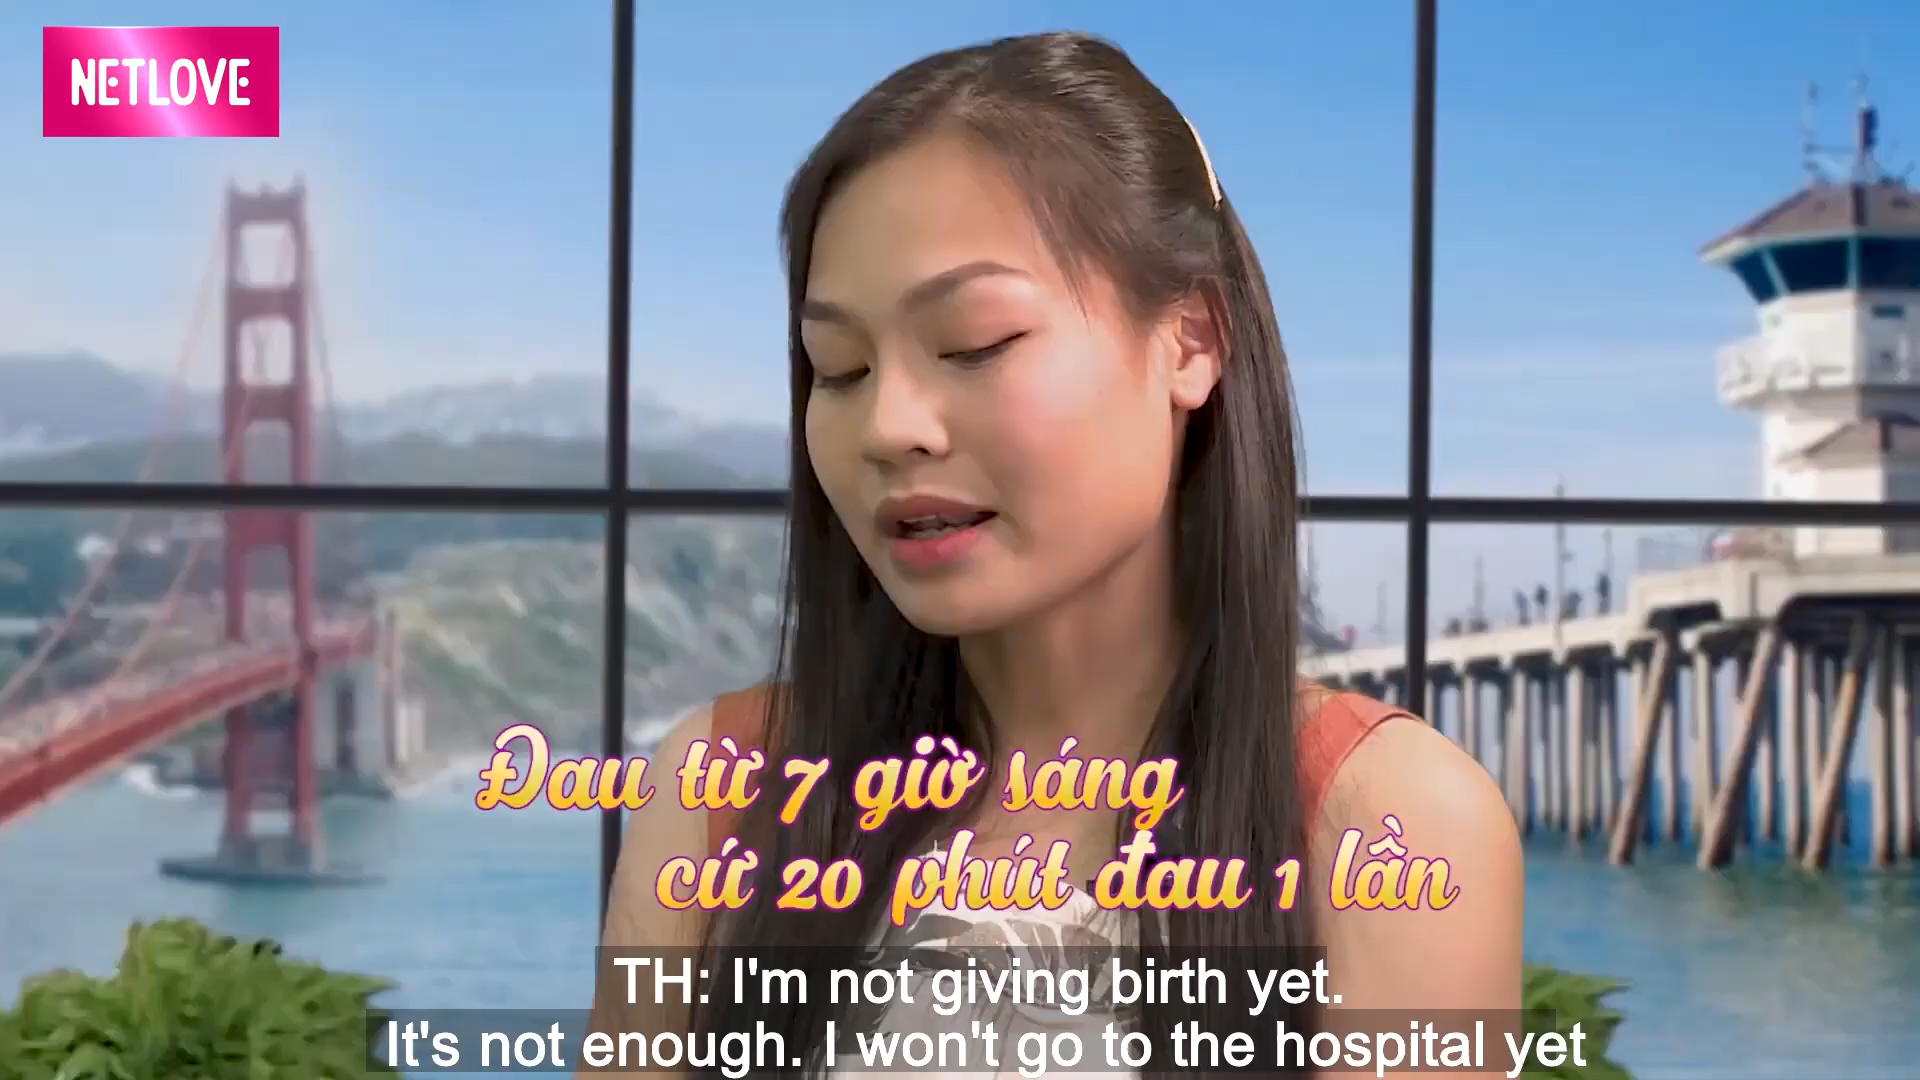 NETLOVE
Đau từ 7 giờ sáng
cứ 20 phút đau 1 lần
TH: I'm not giving birth yet.
It's not enough. I won't go to the hospital yet